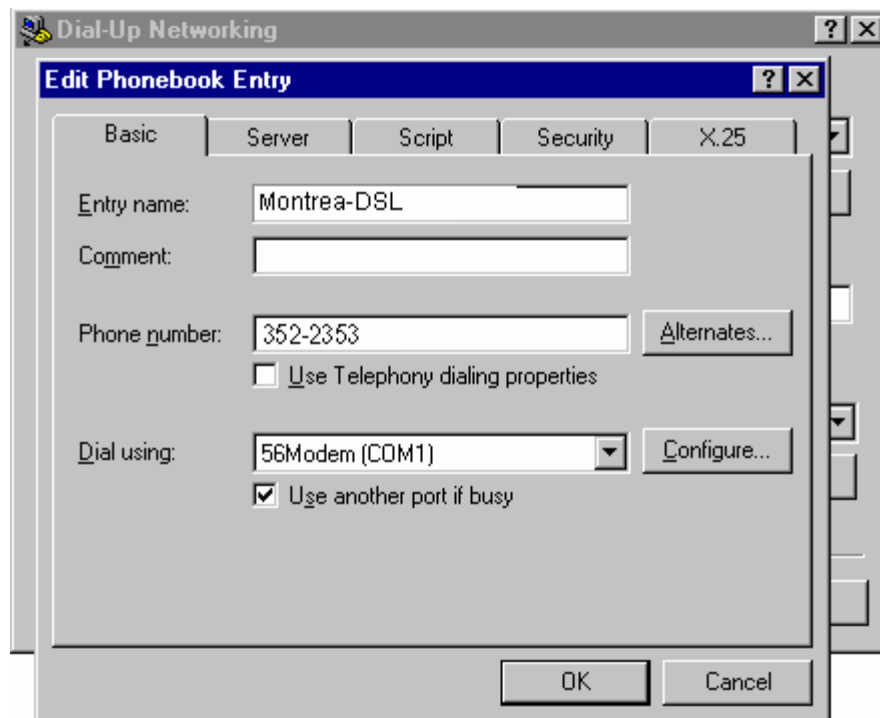 Dial-Up Networking
Edit Phonebook Entry
Basic Server Script Security X.25
Entry name: Montrea-DSL
Comment:
Phone number: 352-2353 Alternates...
Use Telephony dialing properties
Dial using: 56Modem (COM1) Configure...
Use another port if busy
OK Cancel